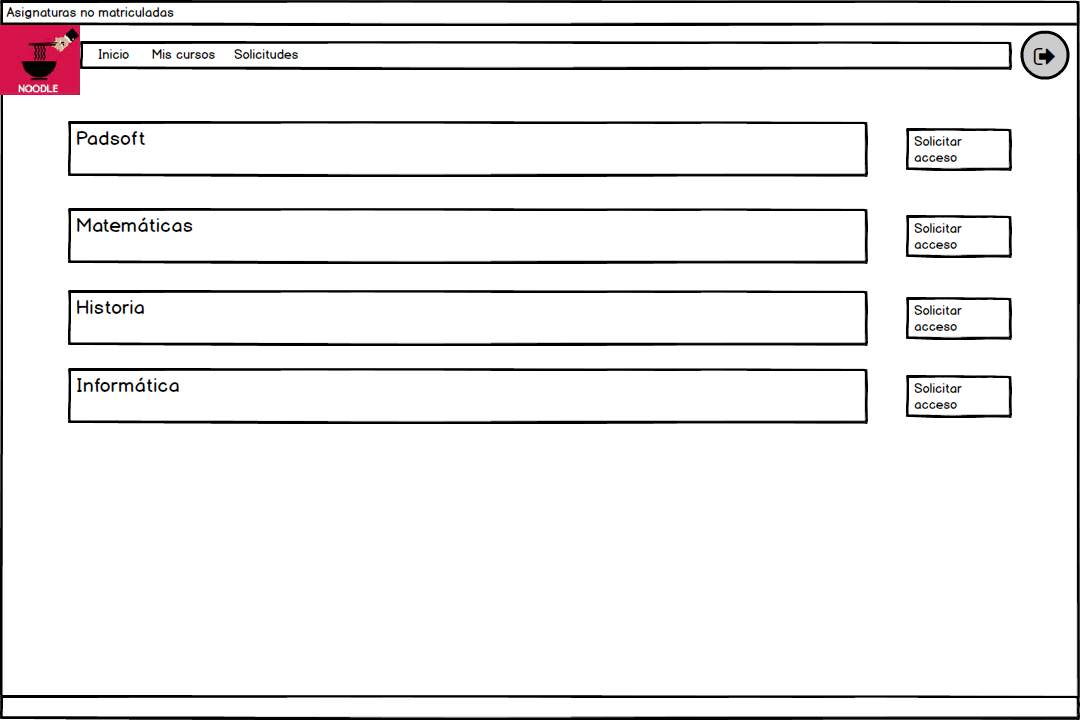 Asignaturas no matriculadas
NOODLE
Inicio Mis cursos Solicitudes
Padsoft
Solicitar
acceso
Matemáticas
Solicitar
acceso
Historia
Solicitar
acceso
Informática
Solicitar
acceso